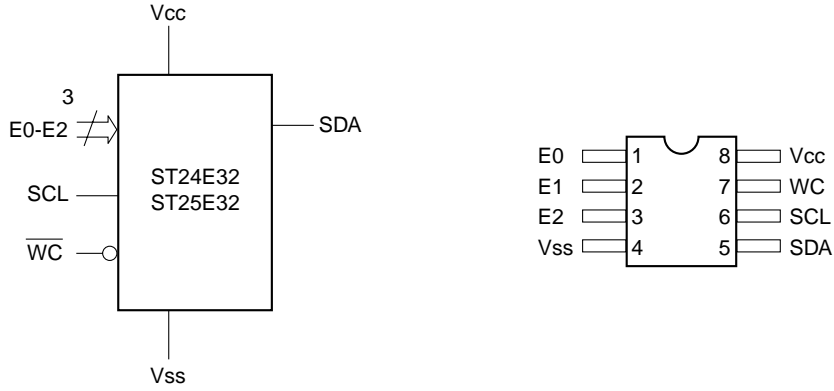 Vcc
3
E0-E2
SDA
ST24E32
ST25E32
SCL
WC
Vss
E0 1 8 Vcc
E1 2 7 WC
E2 3 6 SCL
Vss 4 5 SDA